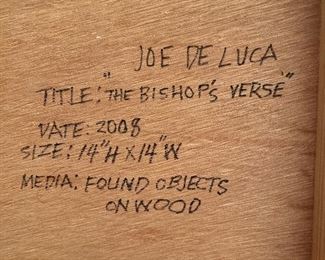 JOE DE LUCA
TITLE: "THE BISHOP'S VERSE"
DATE: 2008
SIZE: 14"H X 14"W
MEDIA: FOUND OBJECTS
ON WOOD